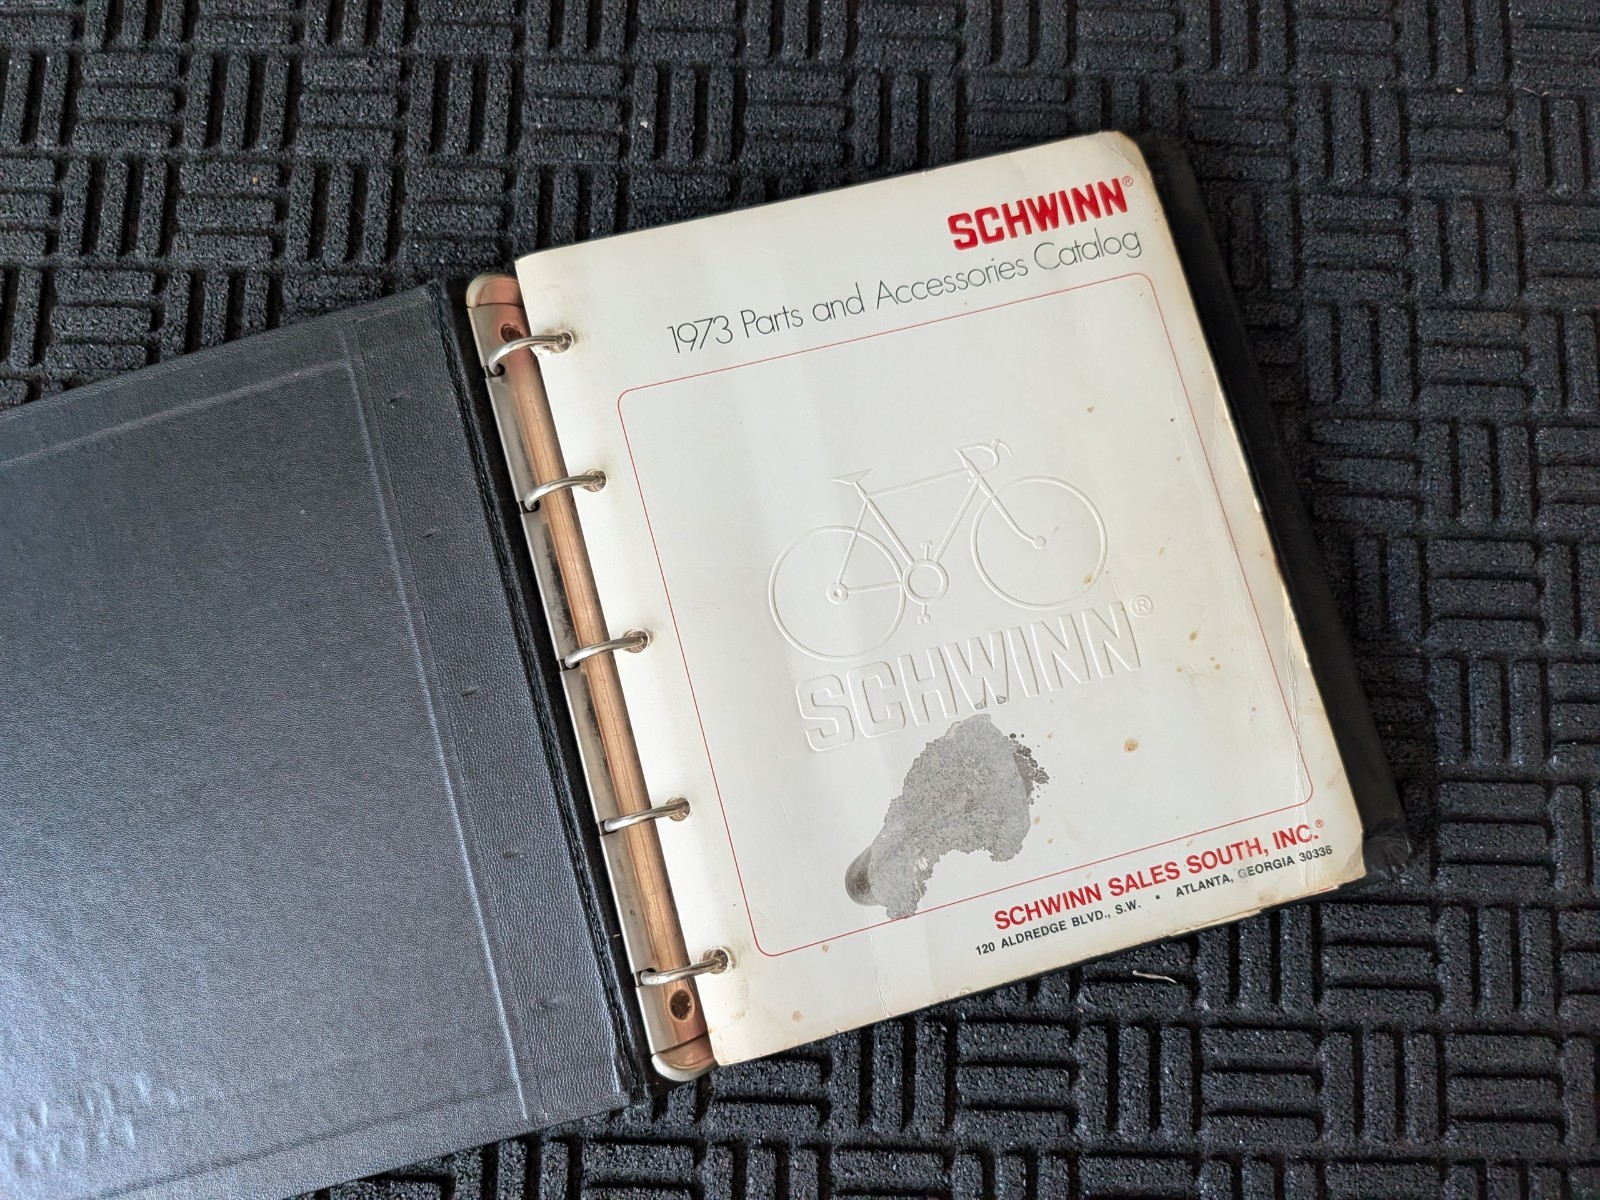 SCHWINN®
1973 Parts and Accessories Catalog
SCHWINN®
SCHWINN SALES SOUTH, INC.®
120 ALDREDGE BLVD., S.W. • ATLANTA, GEORGIA 30336